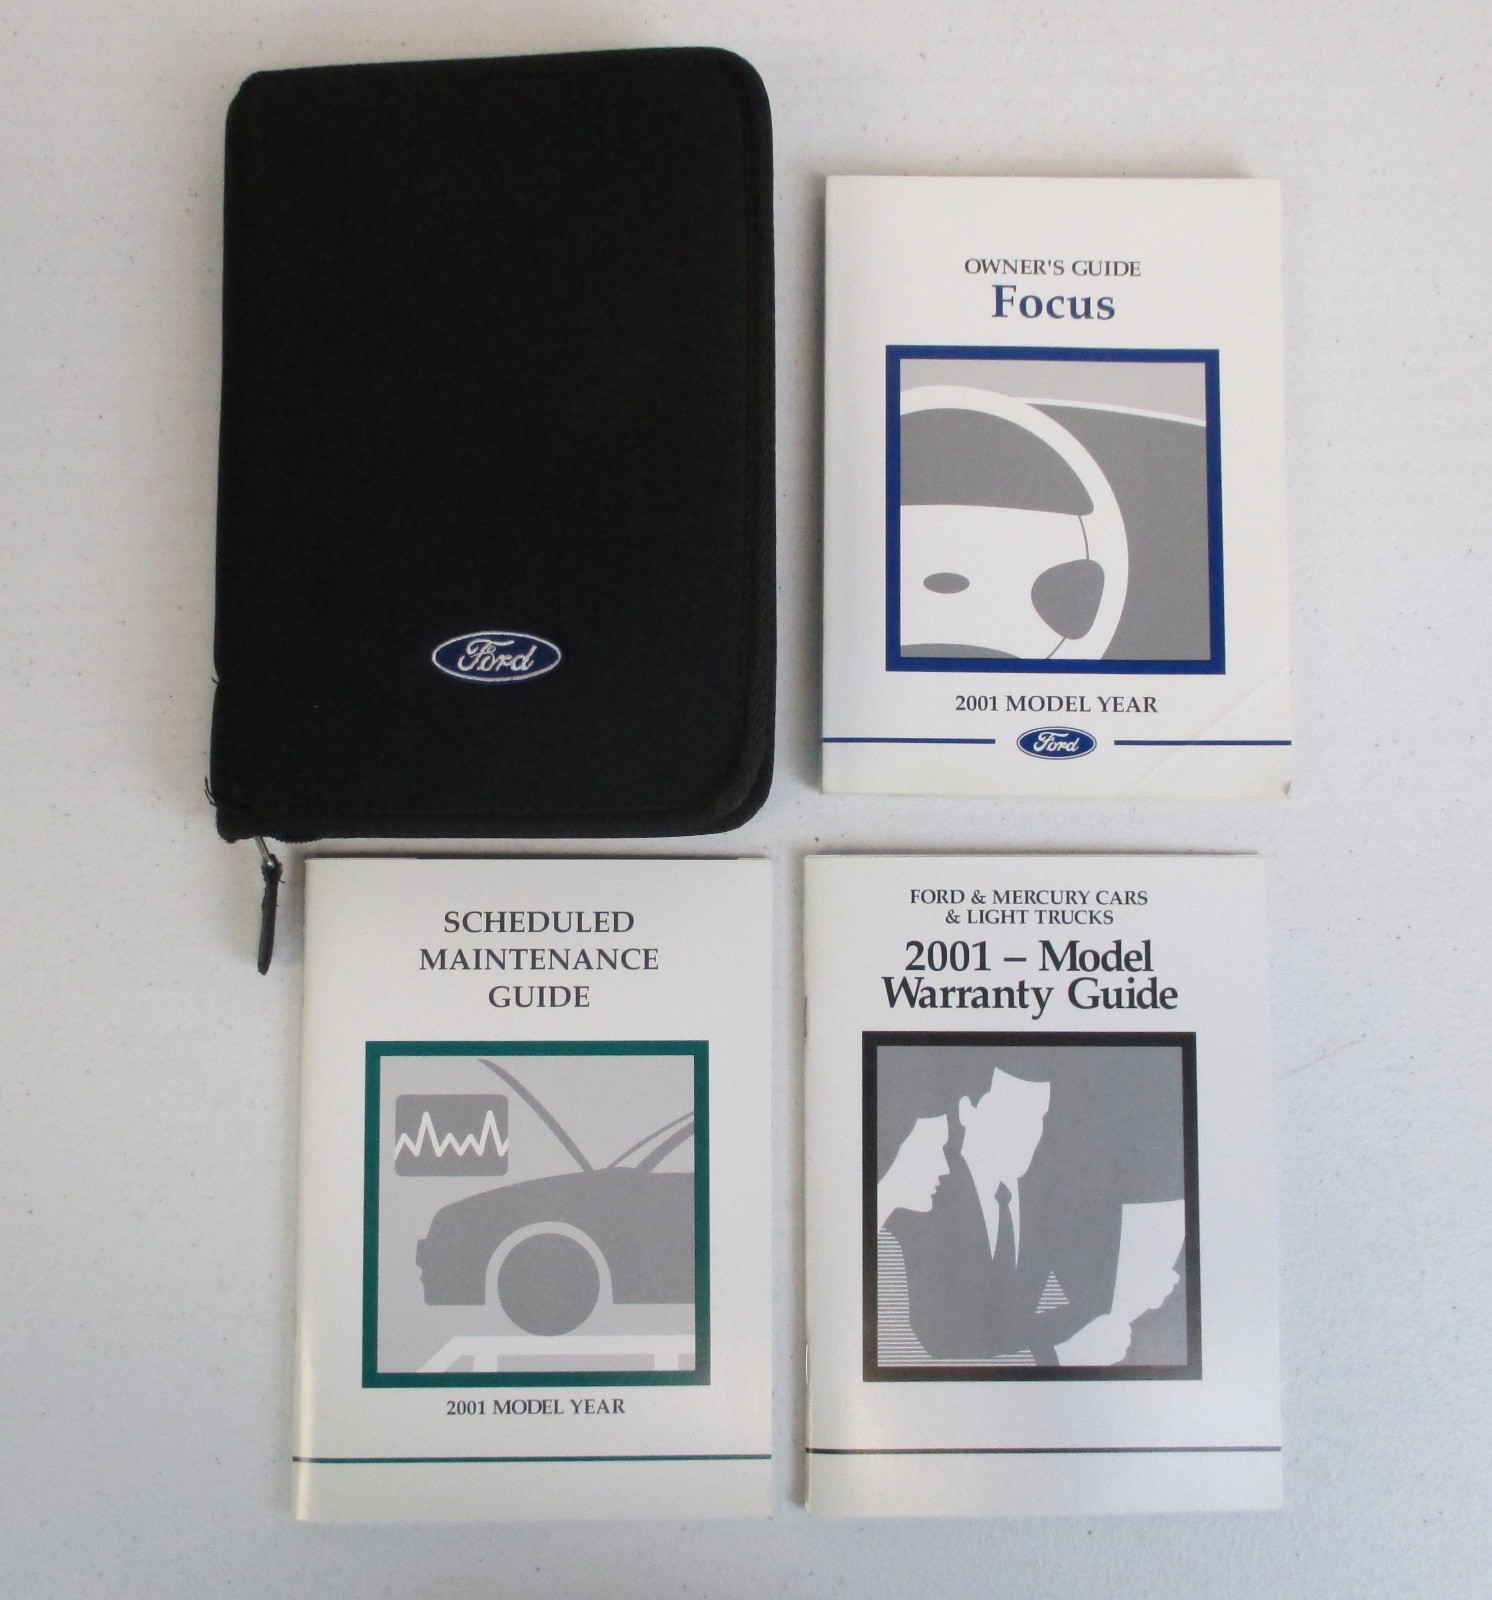 Ford
OWNER'S GUIDE
Focus
2001 MODEL YEAR
Ford
SCHEDULED
MAINTENANCE
GUIDE
2001 MODEL YEAR
FORD & MERCURY CARS
& LIGHT TRUCKS
2001 – Model
Warranty Guide